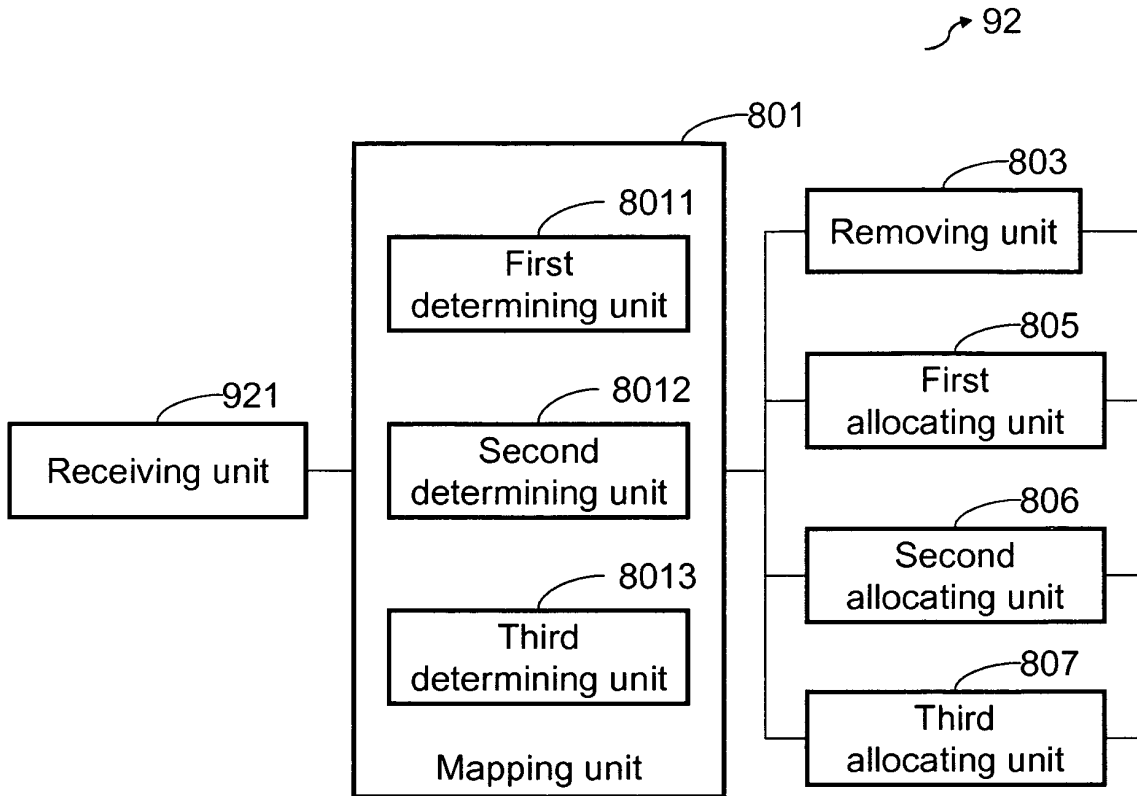 92
801
803
8011
Removing unit
First
determining unit
805
First
allocating unit
921
8012
Receiving unit
Second
determining unit
806
Second
allocating unit
8013
Third
determining unit
807
Third
allocating unit
Mapping unit